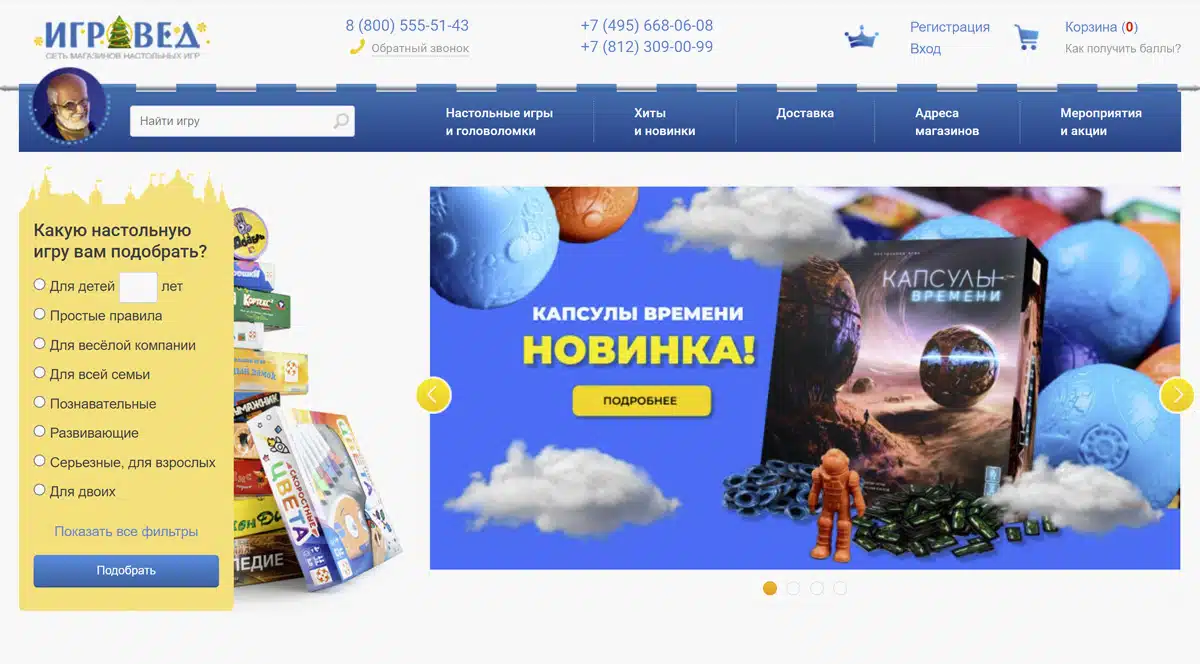 ИГРОВЕД
СЕТЬ МАГАЗИНОВ НАСТОЛЬНЫХ ИГР
8 (800) 555-51-43
Обратный звонок
+7 (495) 668-06-08
+7 (812) 309-00-99
Регистрация
Вход
Корзина (0)
Как получить баллы?
Найти игру
Настольные игры
и головоломки
Хиты
и новинки
Доставка
Адреса
магазинов
Мероприятия
и акции
Какую настольную
игру вам подобрать?
Для детей лет
Простые правила
Для весёлой компании
Для всей семьи
Познавательные
Развивающие
Серьезные, для взрослых
Для двоих
Показать все фильтры
Подобрать
КОРТЕКС
СКОРОСТНЫЕ
ЦВЕТА
КАПСУЛЫ ВРЕМЕНИ
НОВИНКА!
ПОДРОБНЕЕ
КАПСУЛЫ
ВРЕМЕНИ